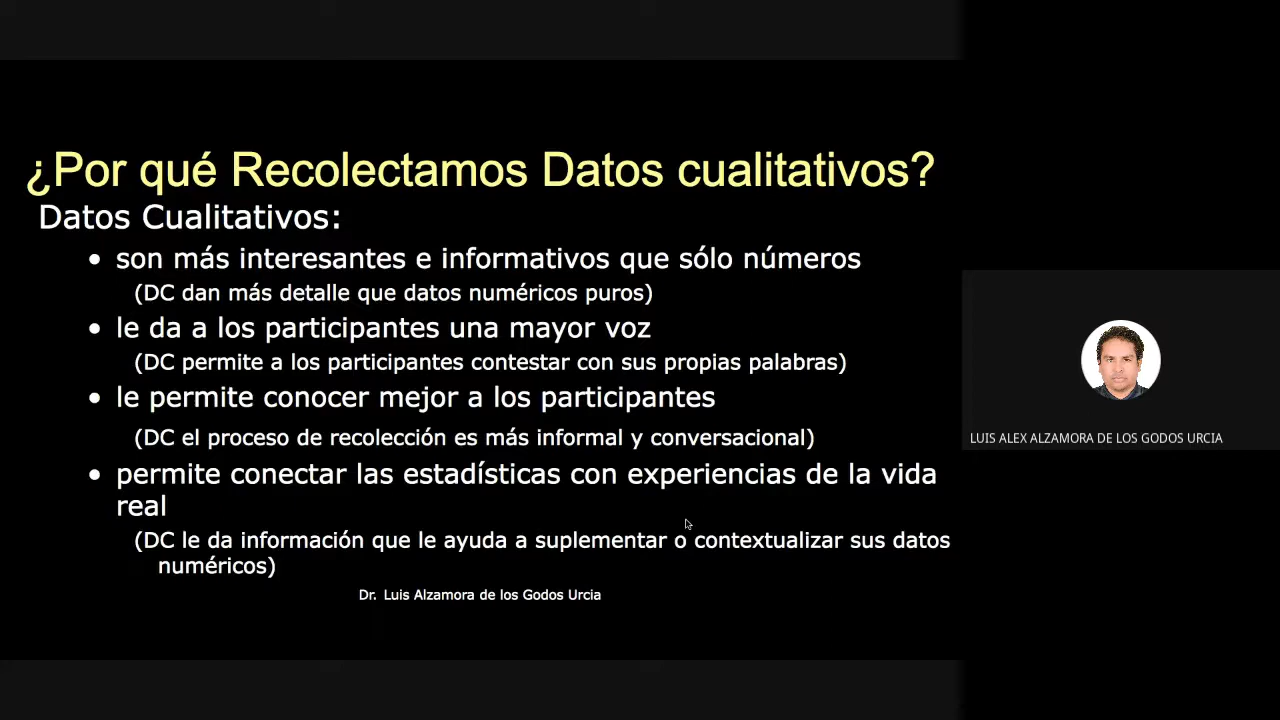 ¿Por qué Recolectamos Datos cualitativos?
Datos Cualitativos:
• son más interesantes e informativos que sólo números
(DC dan más detalle que datos numéricos puros)
• le da a los participantes una mayor voz
(DC permite a los participantes contestar con sus propias palabras)
• le permite conocer mejor a los participantes
(DC el proceso de recolección es más informal y conversacional)
• permite conectar las estadísticas con experiencias de la vida
real
(DC le da información que le ayuda a suplementar o contextualizar sus datos
numéricos)
Dr. Luis Alzamora de los Godos Urcia
LUIS ALEX ALZAMORA DE LOS GODOS URCIA